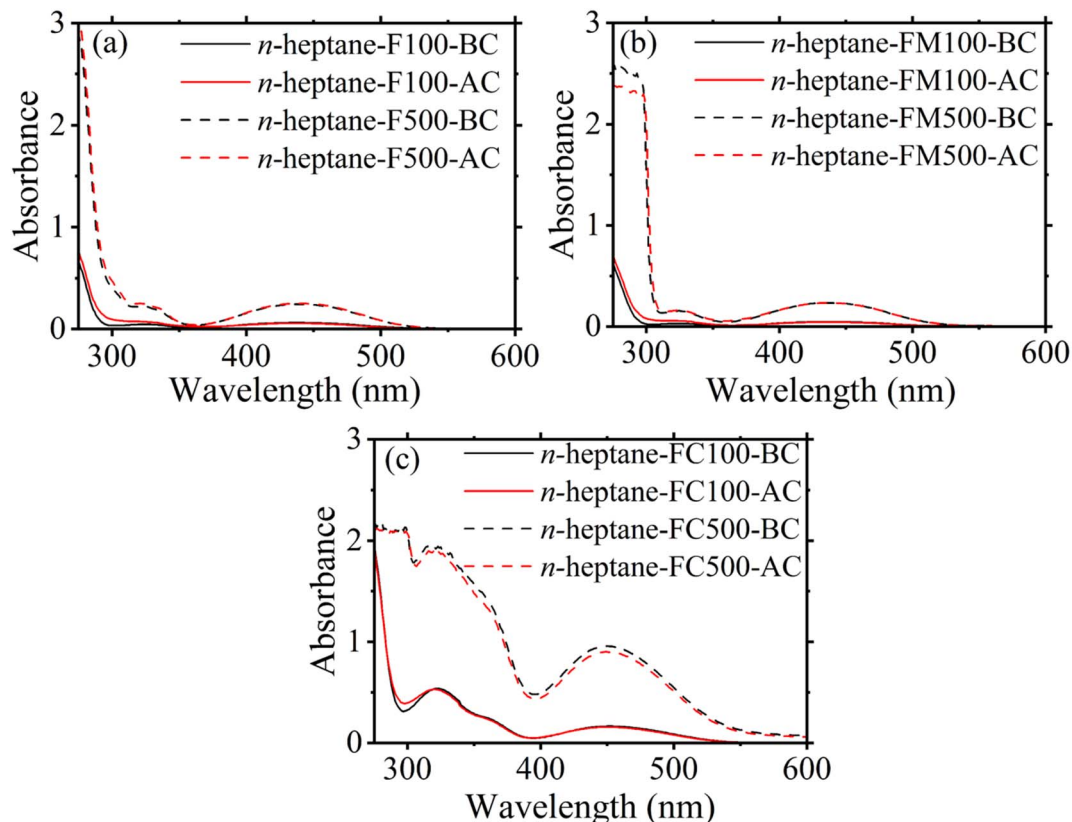 (a)
n-heptane-F100-BC
n-heptane-F100-AC
n-heptane-F500-BC
n-heptane-F500-AC
3
2
1
0
Absorbance
300 400 500 600
Wavelength (nm)
(b)
n-heptane-FM100-BC
n-heptane-FM100-AC
n-heptane-FM500-BC
n-heptane-FM500-AC
3
2
1
0
Absorbance
300 400 500 600
Wavelength (nm)
(c)
n-heptane-FC100-BC
n-heptane-FC100-AC
n-heptane-FC500-BC
n-heptane-FC500-AC
3
2
1
0
Absorbance
300 400 500 600
Wavelength (nm)